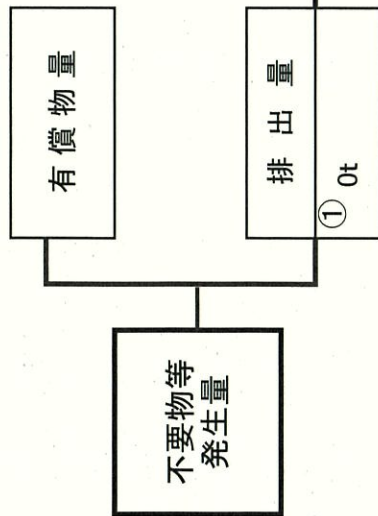 有償物量
排出量
① 0t
不要物等
発生量